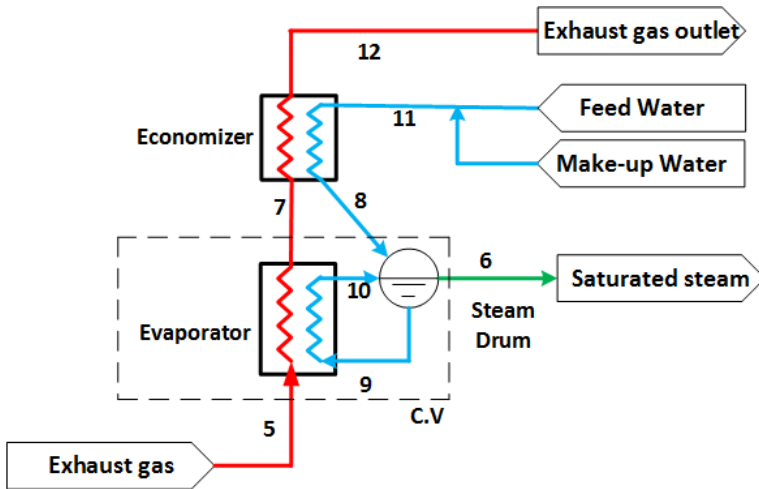 Exhaust gas outlet
12
Feed Water
11
Economizer
Make-up Water
7
8
6
Saturated steam
10
Steam
Drum
Evaporator
9
C.V
5
Exhaust gas